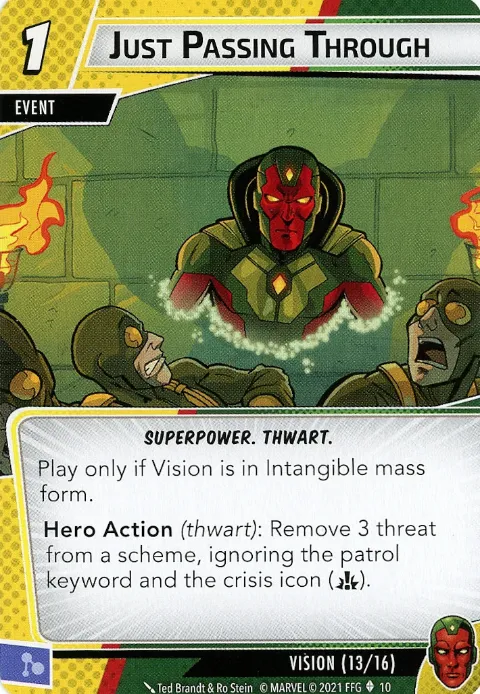 1
JUST PASSING THROUGH
EVENT
SUPERPOWER. THWART.
Play only if Vision is in Intangible mass
form.
Hero Action (thwart): Remove 3 threat
from a scheme, ignoring the patrol
keyword and the crisis icon ( ).
VISION (13/16)
Ted Brandt & Ro Stein © MARVEL © 2021 FFG 10